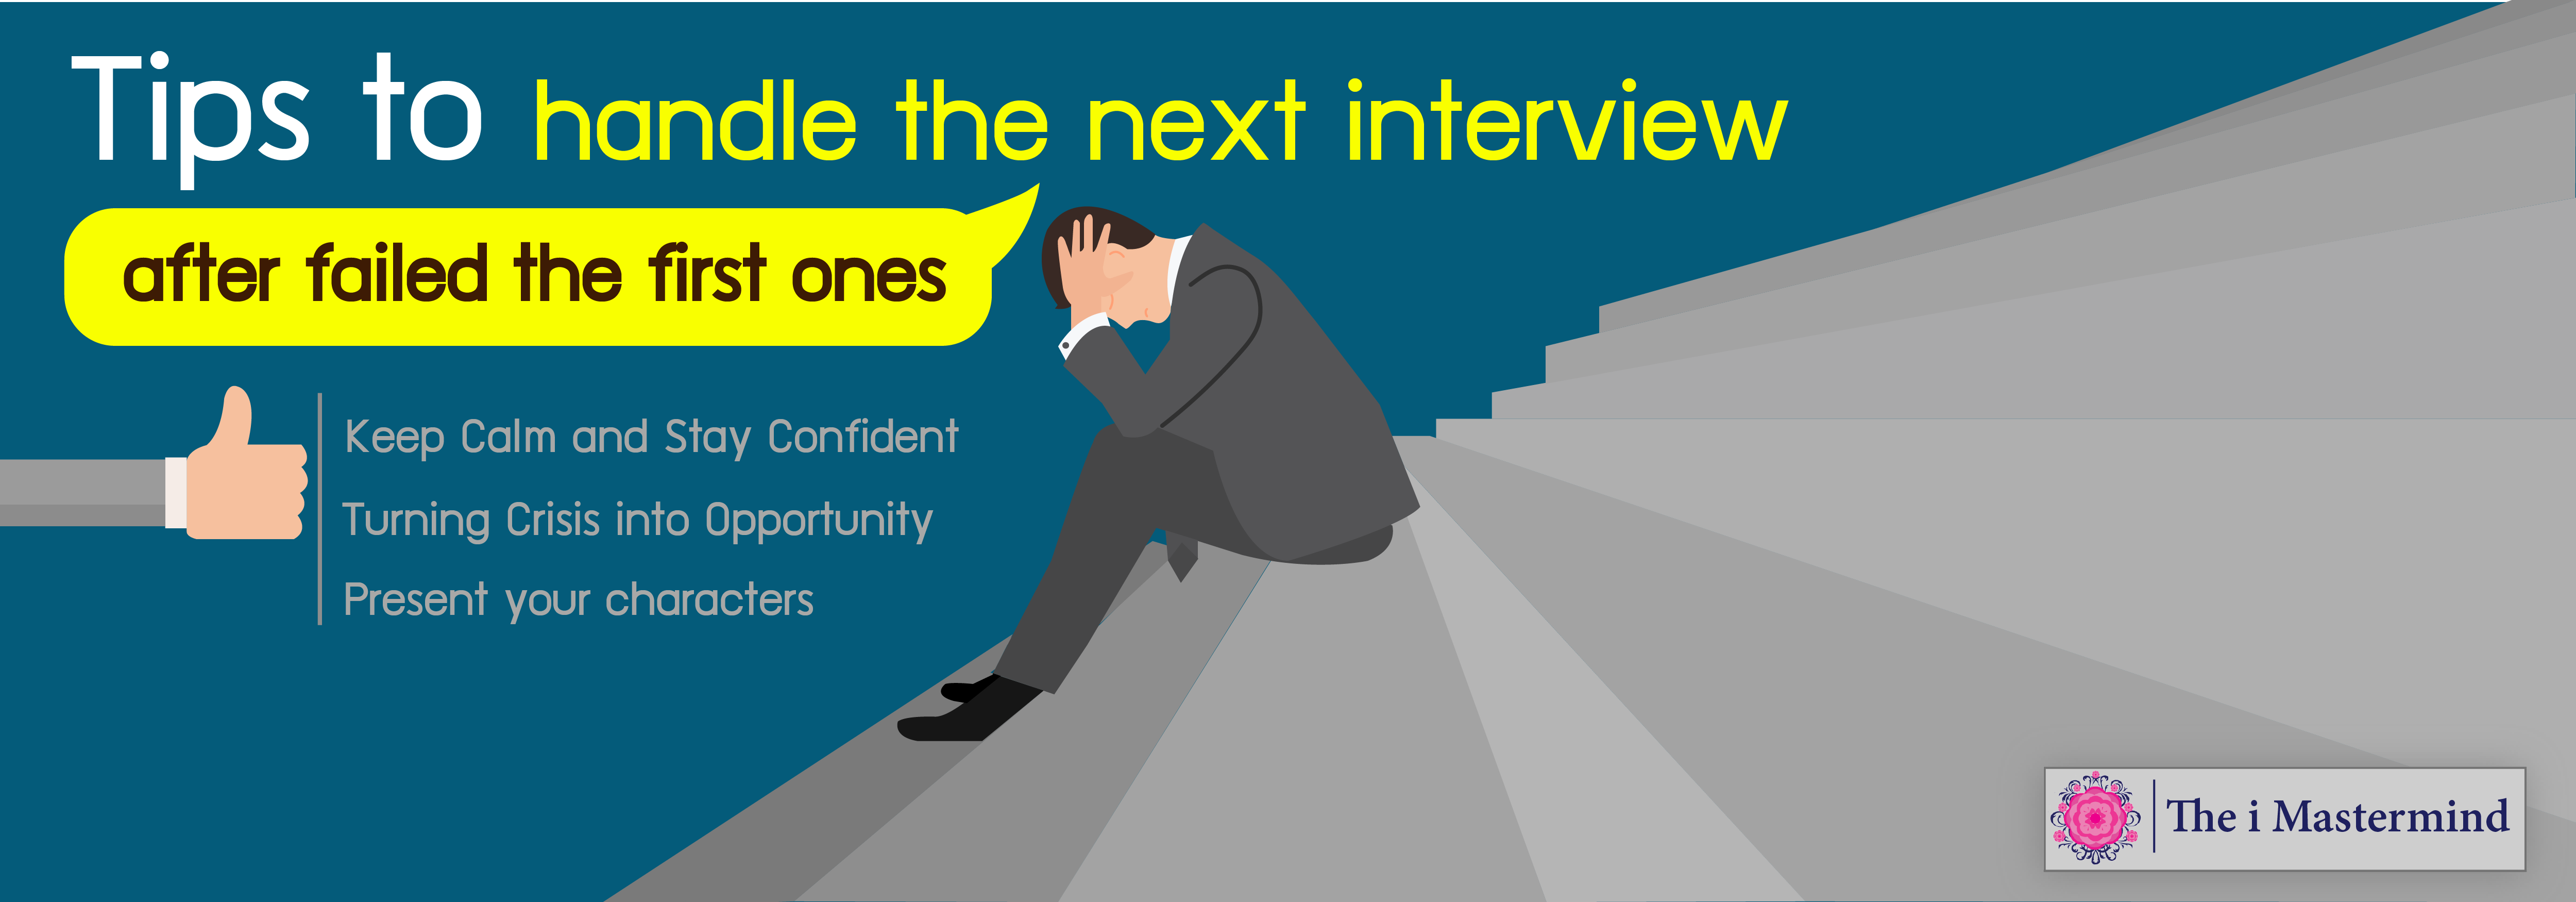 Tips to handle the next interview
after failed the first ones
Keep Calm and Stay Confident
Turning Crisis into Opportunity
Present your characters
The i Mastermind